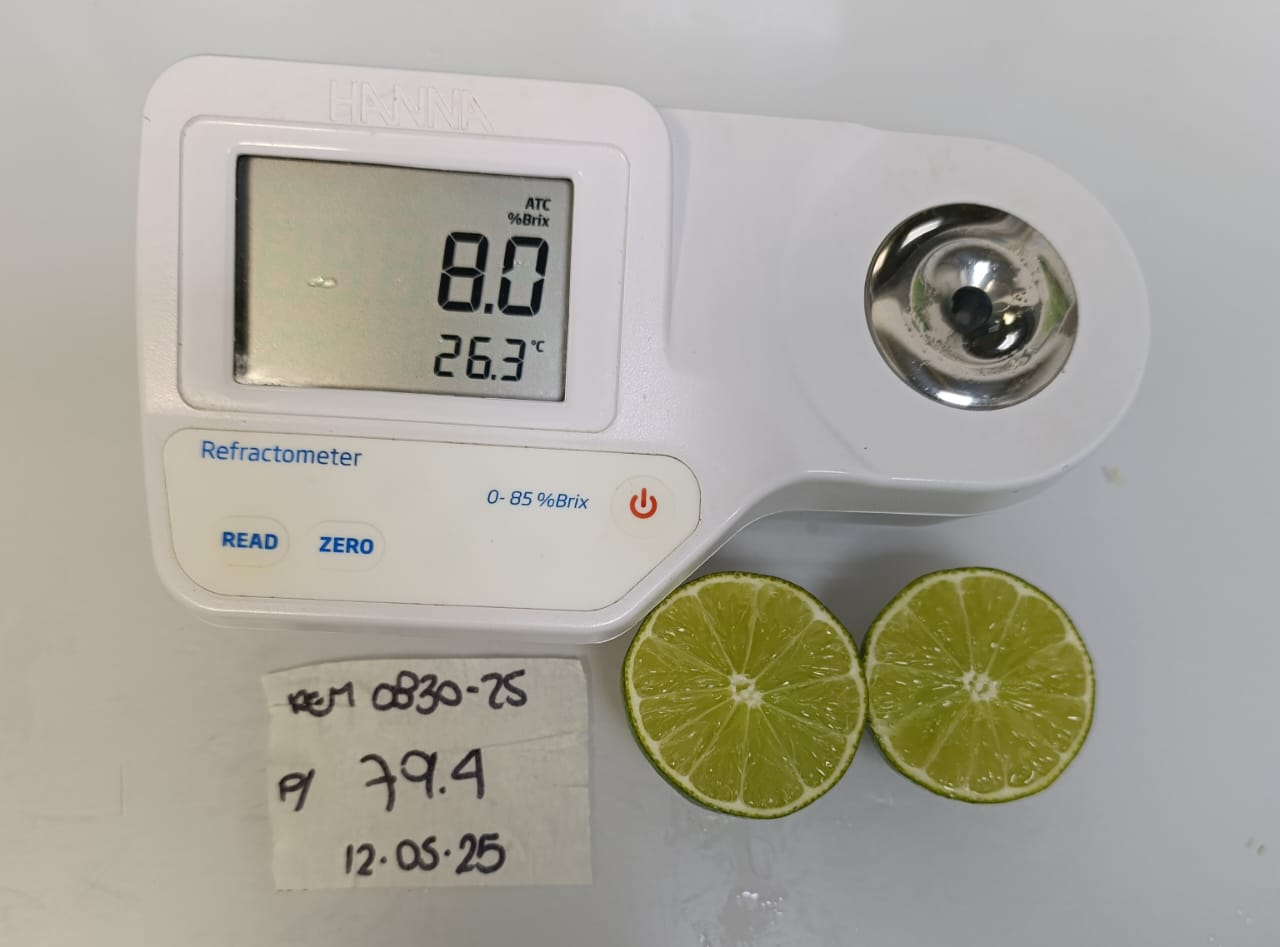 HANNA
ATC
%Brix
8.0
26.3 °C
Refractometer
0- 85 %Brix
READ ZERO
REM 0830-25
P/ 79.4
12.05.25